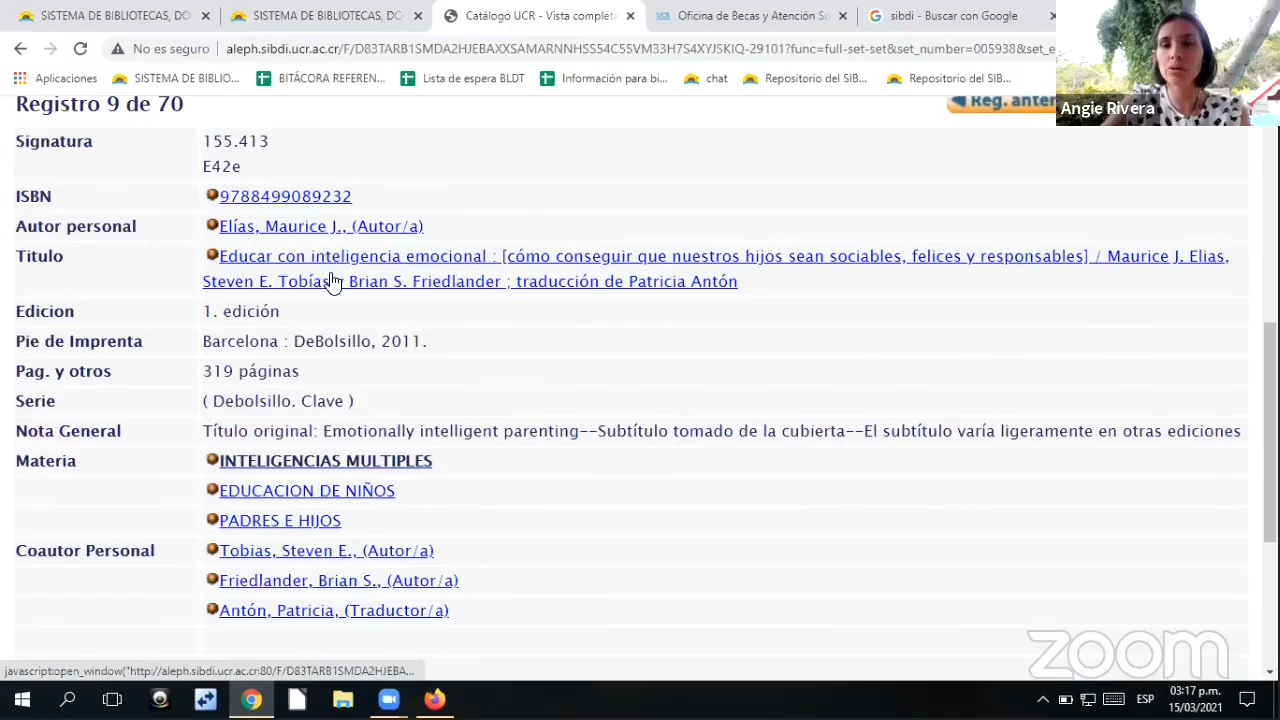 SISTEMA DE BIBLIOTECAS, DO
SISTEMA DE BIBLIOTECAS, DO
Catálogo UCR - Vista completa
Oficina de Becas y Atención So
sibdi - Buscar con Google
No es seguro
aleph.sibdi.ucr.ac.cr/F/D83TARB1SMDA2HJEBAXXSAMARNNHSS54C55VM33H7S4XYJSKIQ-29101?func=full-set-set&set_number=005938&set_e
Aplicaciones
SISTEMA DE BIBLIO...
BITÁCORA REFEREN...
Lista de espera BLDT
Información para bi...
chat
Repositorio del SIB...
Repositorio del SIB...
Angie Rivera
Registro 9 de 70
Reg. anter
Signatura 155.413
E42e
ISBN 9788499089232
Autor personal Elías, Maurice J., (Autor/a)
Titulo Educar con inteligencia emocional : [cómo conseguir que nuestros hijos sean sociables, felices y responsables] / Maurice J. Elias,
Steven E. Tobías y Brian S. Friedlander ; traducción de Patricia Antón
Edicion 1. edición
Pie de Imprenta Barcelona : DeBolsillo, 2011.
Pag. y otros 319 páginas
Serie ( Debolsillo. Clave )
Nota General Título original: Emotionally intelligent parenting--Subtítulo tomado de la cubierta--El subtítulo varía ligeramente en otras ediciones
Materia INTELIGENCIAS MULTIPLES
EDUCACION DE NIÑOS
PADRES E HIJOS
Coautor Personal Tobias, Steven E., (Autor/a)
Friedlander, Brian S., (Autor/a)
Antón, Patricia, (Traductor/a)
zoom
javascript:open_window("http://aleph.sibdi.ucr.ac.cr:80/F/D83TARB1SMDA2HJEBA...
ESP
03:17 p.m.
15/03/2021